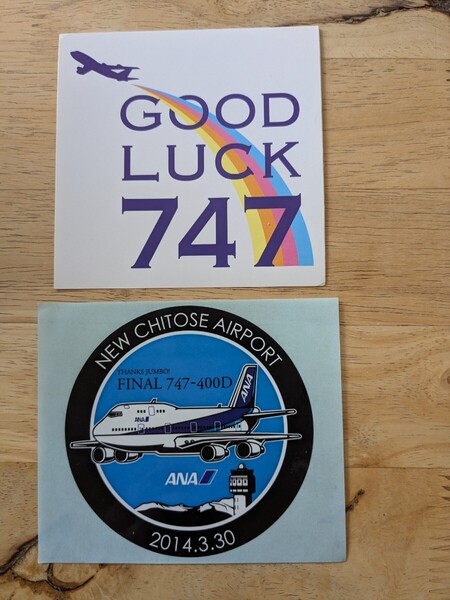 GOOD
LUCK
747
NEW CHITOSE AIRPORT
THANKS JUMBO!
FINAL 747-400D
ANA
ANA
ANA
2014.3.30